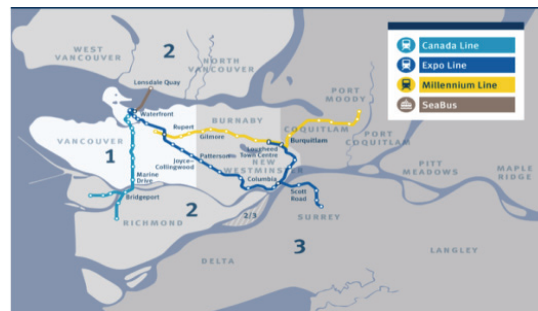 Canada Line
Expo Line
Millennium Line
SeaBus
WEST
VANCOUVER
2
NORTH
VANCOUVER
Lonsdale Quay
Waterfront
PORT
MOODY
BURNABY
COQUITLAM
Rupert
Gilmore
Burquitlam
PORT
COQUITLAM
VANCOUVER
1
Lougheed
Town Centre
Joyce-
Collingwood
Patterson
NEW
WESTMINSTER
PITT
MEADOWS
MAPLE
RIDGE
Marine
Drive
Columbia
Scott
Road
Bridgeport
2
RICHMOND
2/3
SURREY
3
DELTA
LANGLEY